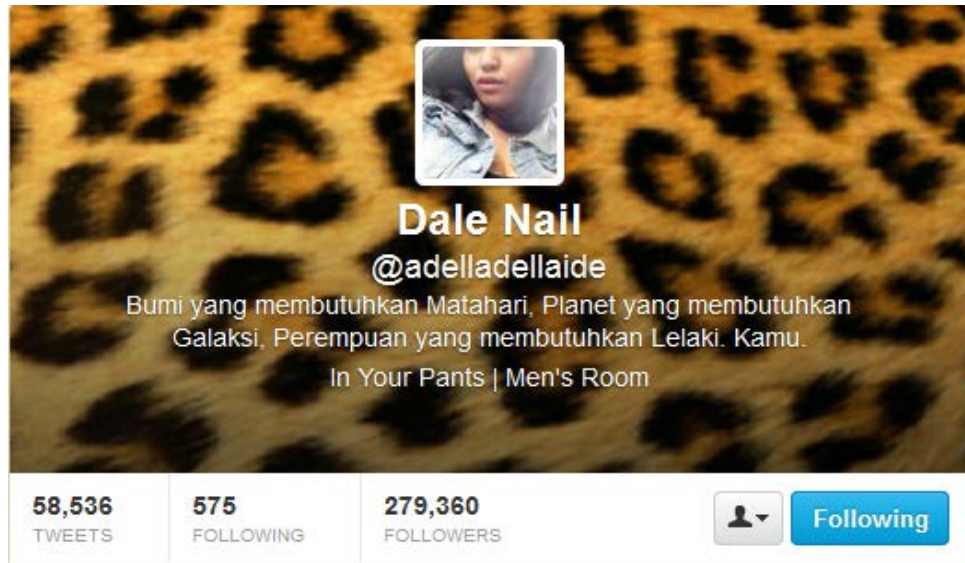 Dale Nail
@adelladellaide
Bumi yang membutuhkan Matahari, Planet yang membutuhkan
Galaksi, Perempuan yang membutuhkan Lelaki. Kamu.
In Your Pants | Men's Room
58,536 575 279,360 Following
TWEETS FOLLOWING FOLLOWERS